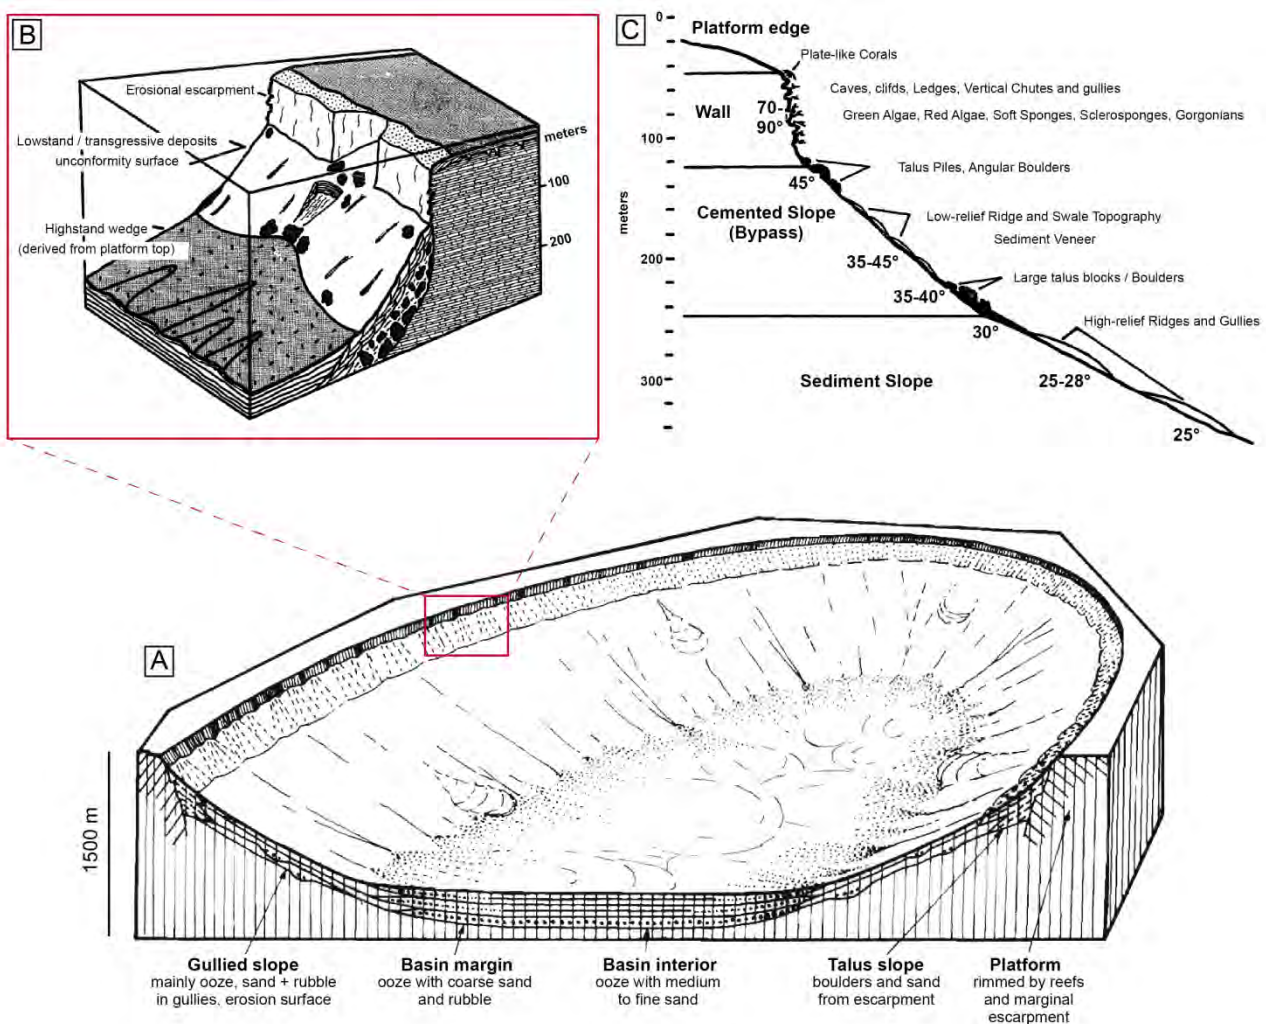 B
Erosional escarpment
Lowstand / transgressive deposits
unconformity surface
Highstand wedge
(derived from platform top)
meters
100
200
C
0
100
200
300
meters
Platform edge
Plate-like Corals
Wall
70-
90°
Caves, clifds, Ledges, Vertical Chutes and gullies
Green Algae, Red Algae, Soft Sponges, Sclerosponges, Gorgonians
Talus Piles, Angular Boulders
45°
Cemented Slope
(Bypass)
Low-relief Ridge and Swale Topography
Sediment Veneer
35-45°
Large talus blocks / Boulders
35-40°
High-relief Ridges and Gullies
30°
Sediment Slope
25-28°
25°
A
1500 m
Gullied slope
mainly ooze, sand + rubble
in gullies, erosion surface
Basin margin
ooze with coarse sand
and rubble
Basin interior
ooze with medium
to fine sand
Talus slope
boulders and sand
from escarpment
Platform
rimmed by reefs
and marginal
escarpment